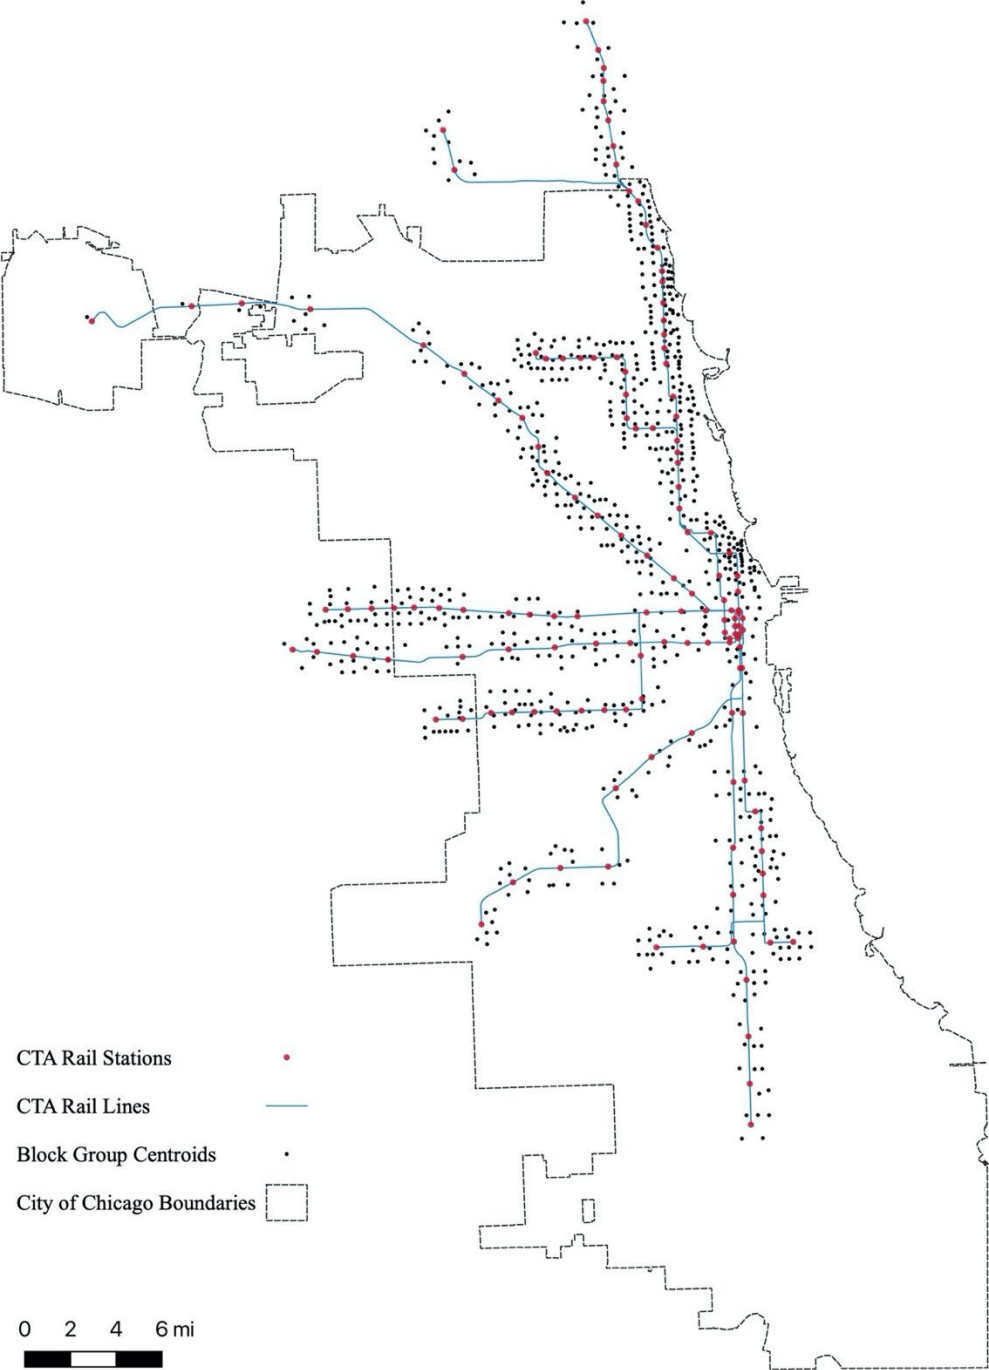 CTA Rail Stations
CTA Rail Lines
Block Group Centroids
City of Chicago Boundaries
0 2 4 6 mi